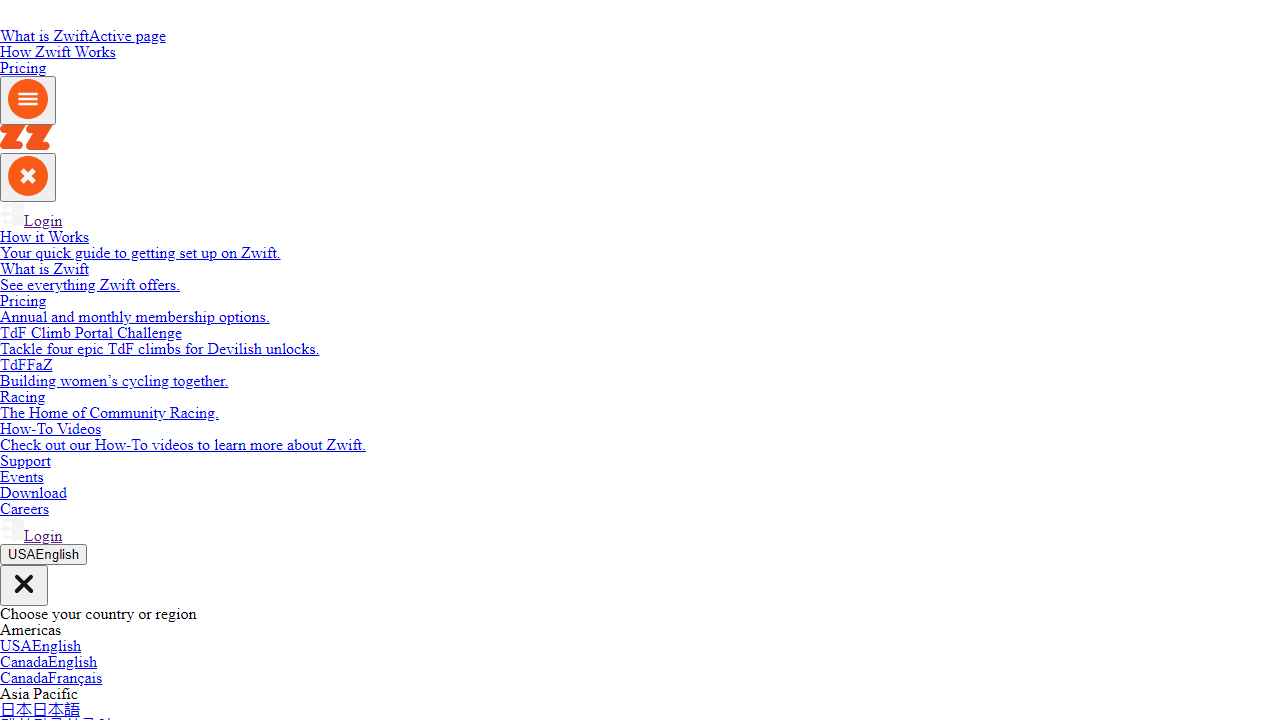 What is ZwiftActive page
How Zwift Works
Pricing
Login
How it Works
Your quick guide to getting set up on Zwift.
What is Zwift
See everything Zwift offers.
Pricing
Annual and monthly membership options.
TdF Climb Portal Challenge
Tackle four epic TdF climbs for Devilish unlocks.
TdFFaZ
Building women’s cycling together.
Racing
The Home of Community Racing.
How-To Videos
Check out our How-To videos to learn more about Zwift.
Support
Events
Download
Careers
Login
USAEnglish
Choose your country or region
Americas
USAEnglish
CanadaEnglish
CanadaFrançais
Asia Pacific
日本日本語